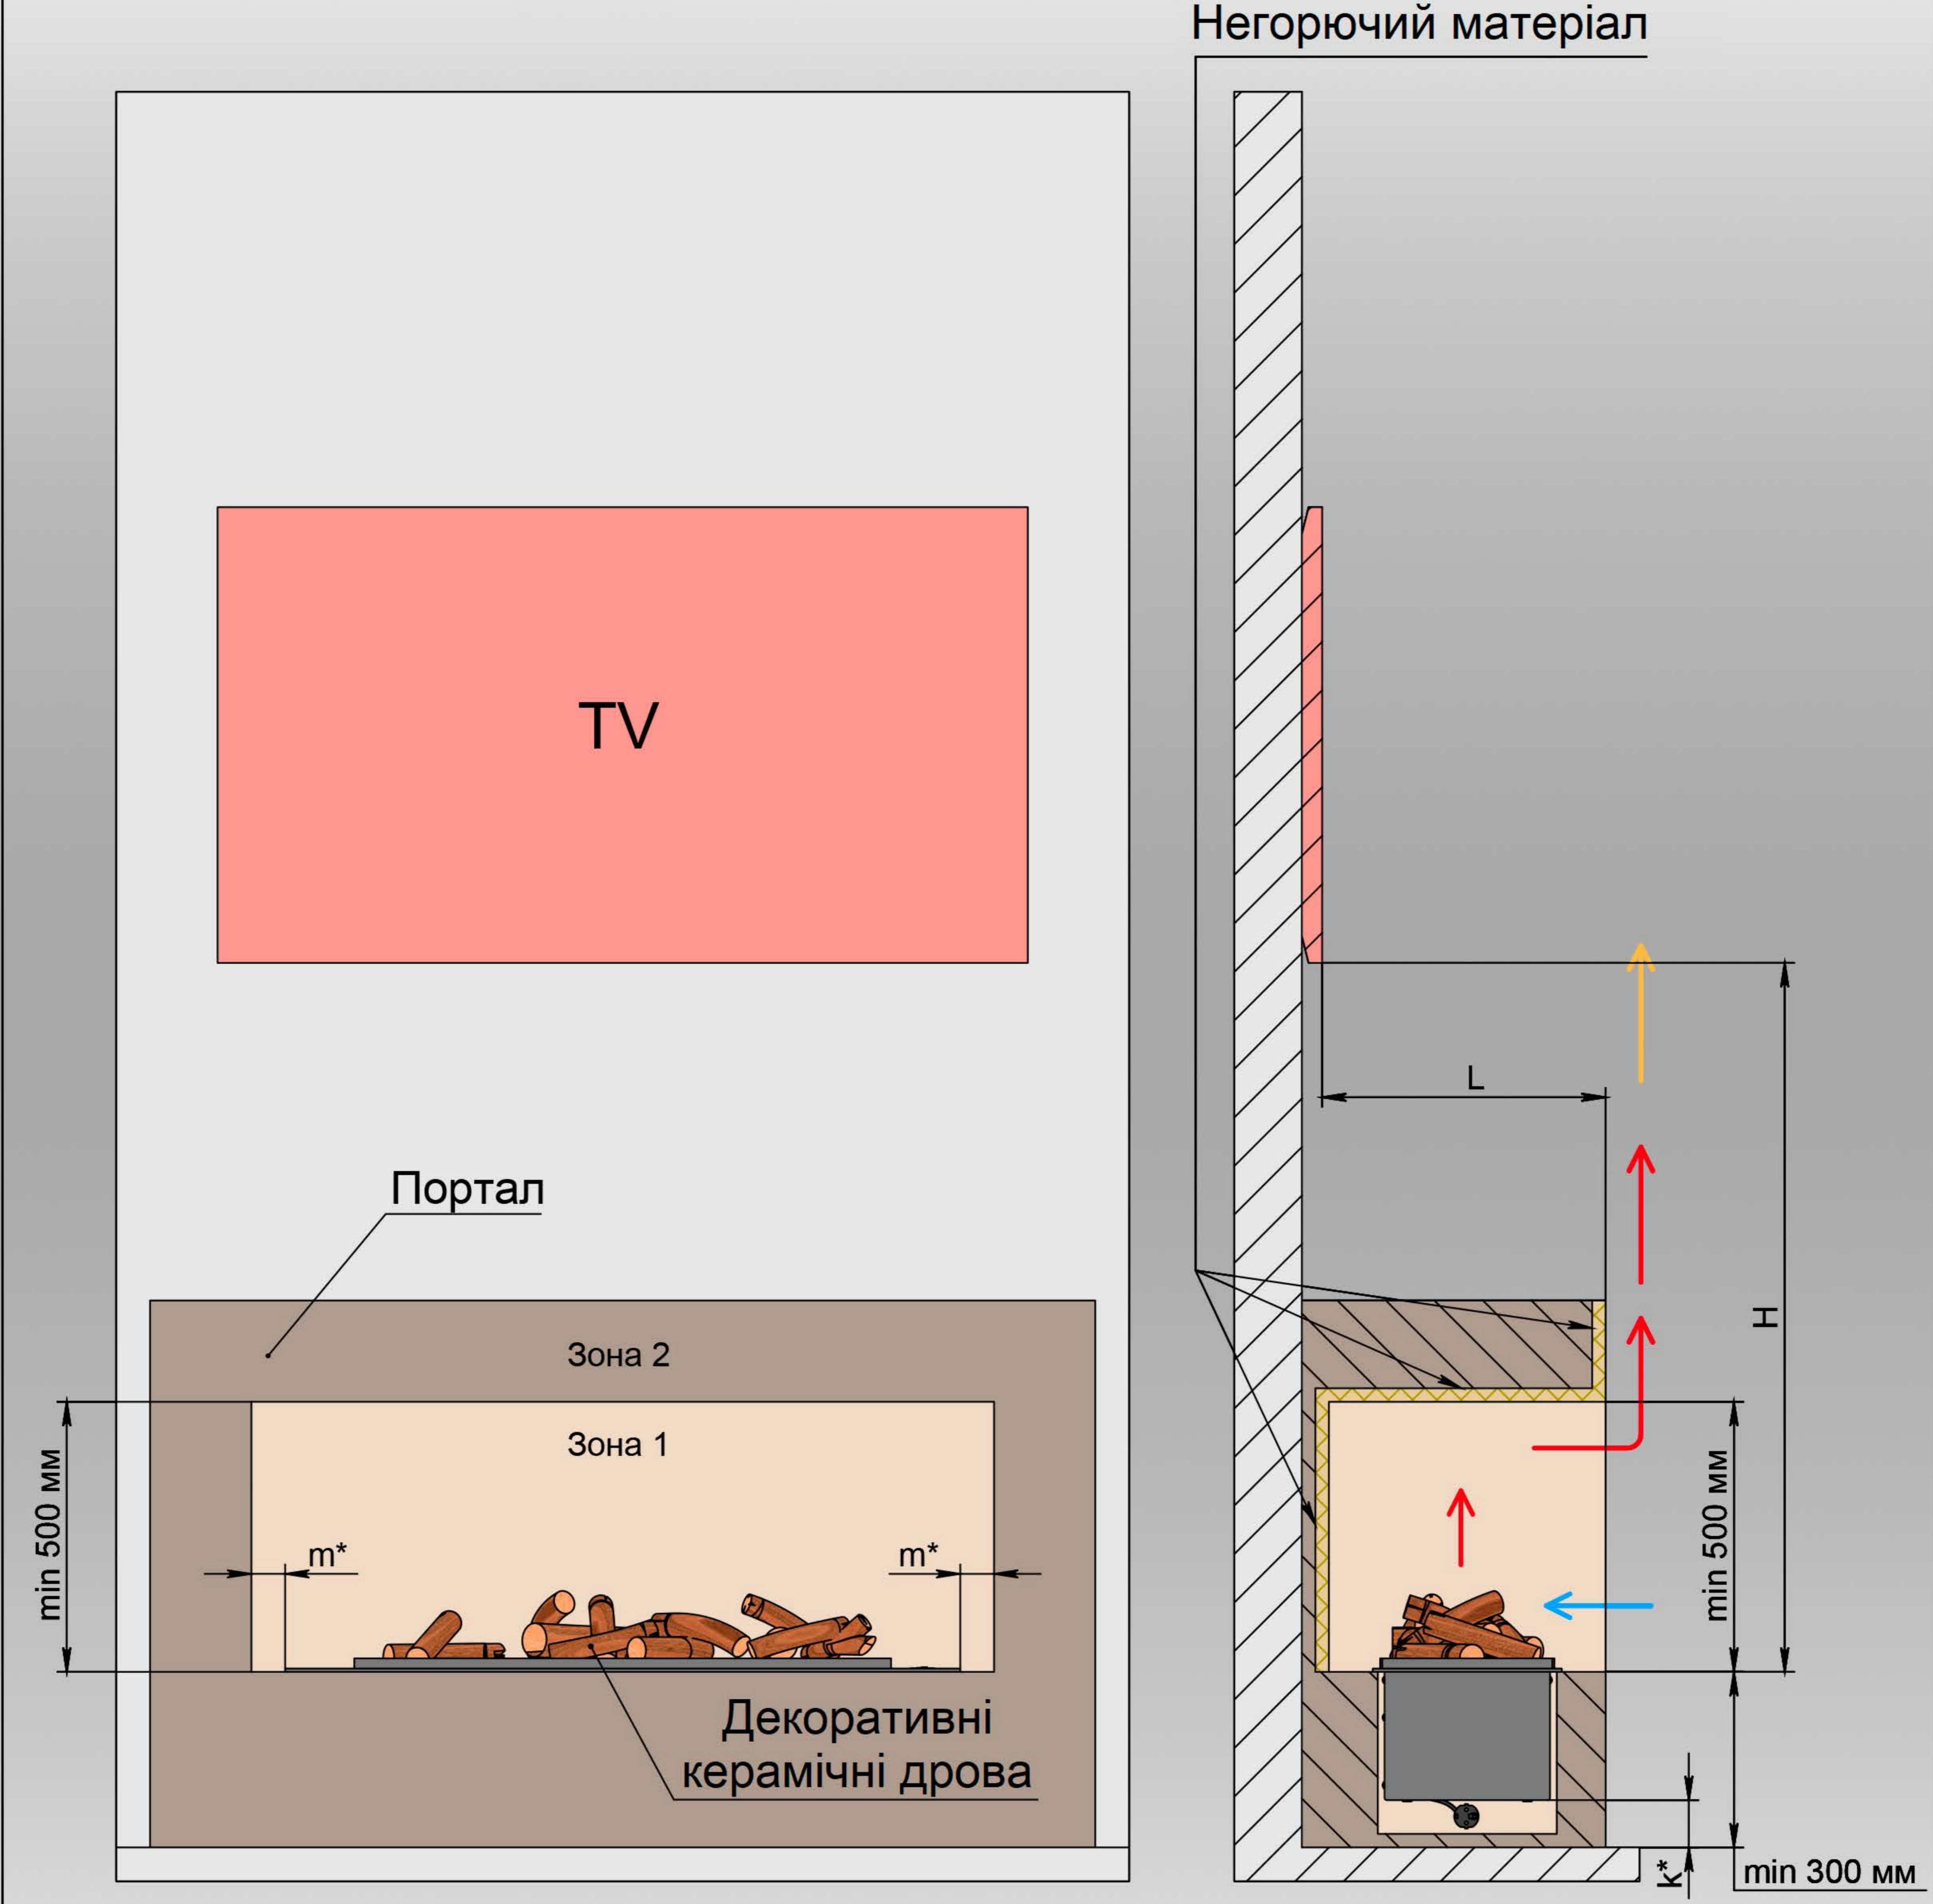 Негорючий матеріал
TV
L
Портал
H
Зона 2
Зона 1
min 500 мм
m*
m*
min 500 мм
Декоративні
керамічні дрова
k*
min 300 мм